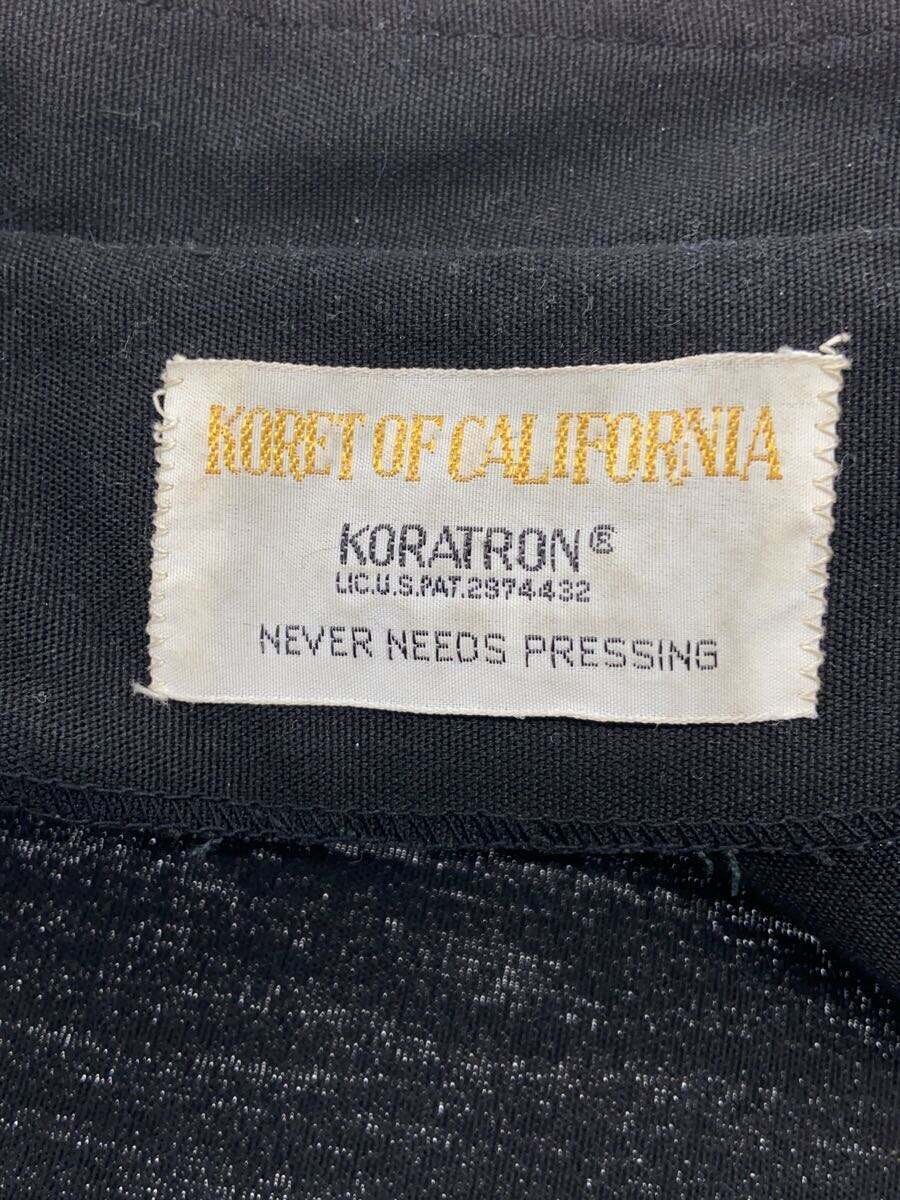 KORET OF CALIFORNIA
KORATRON®
LIC.U.S.PAT.2974432
NEVER NEEDS PRESSING